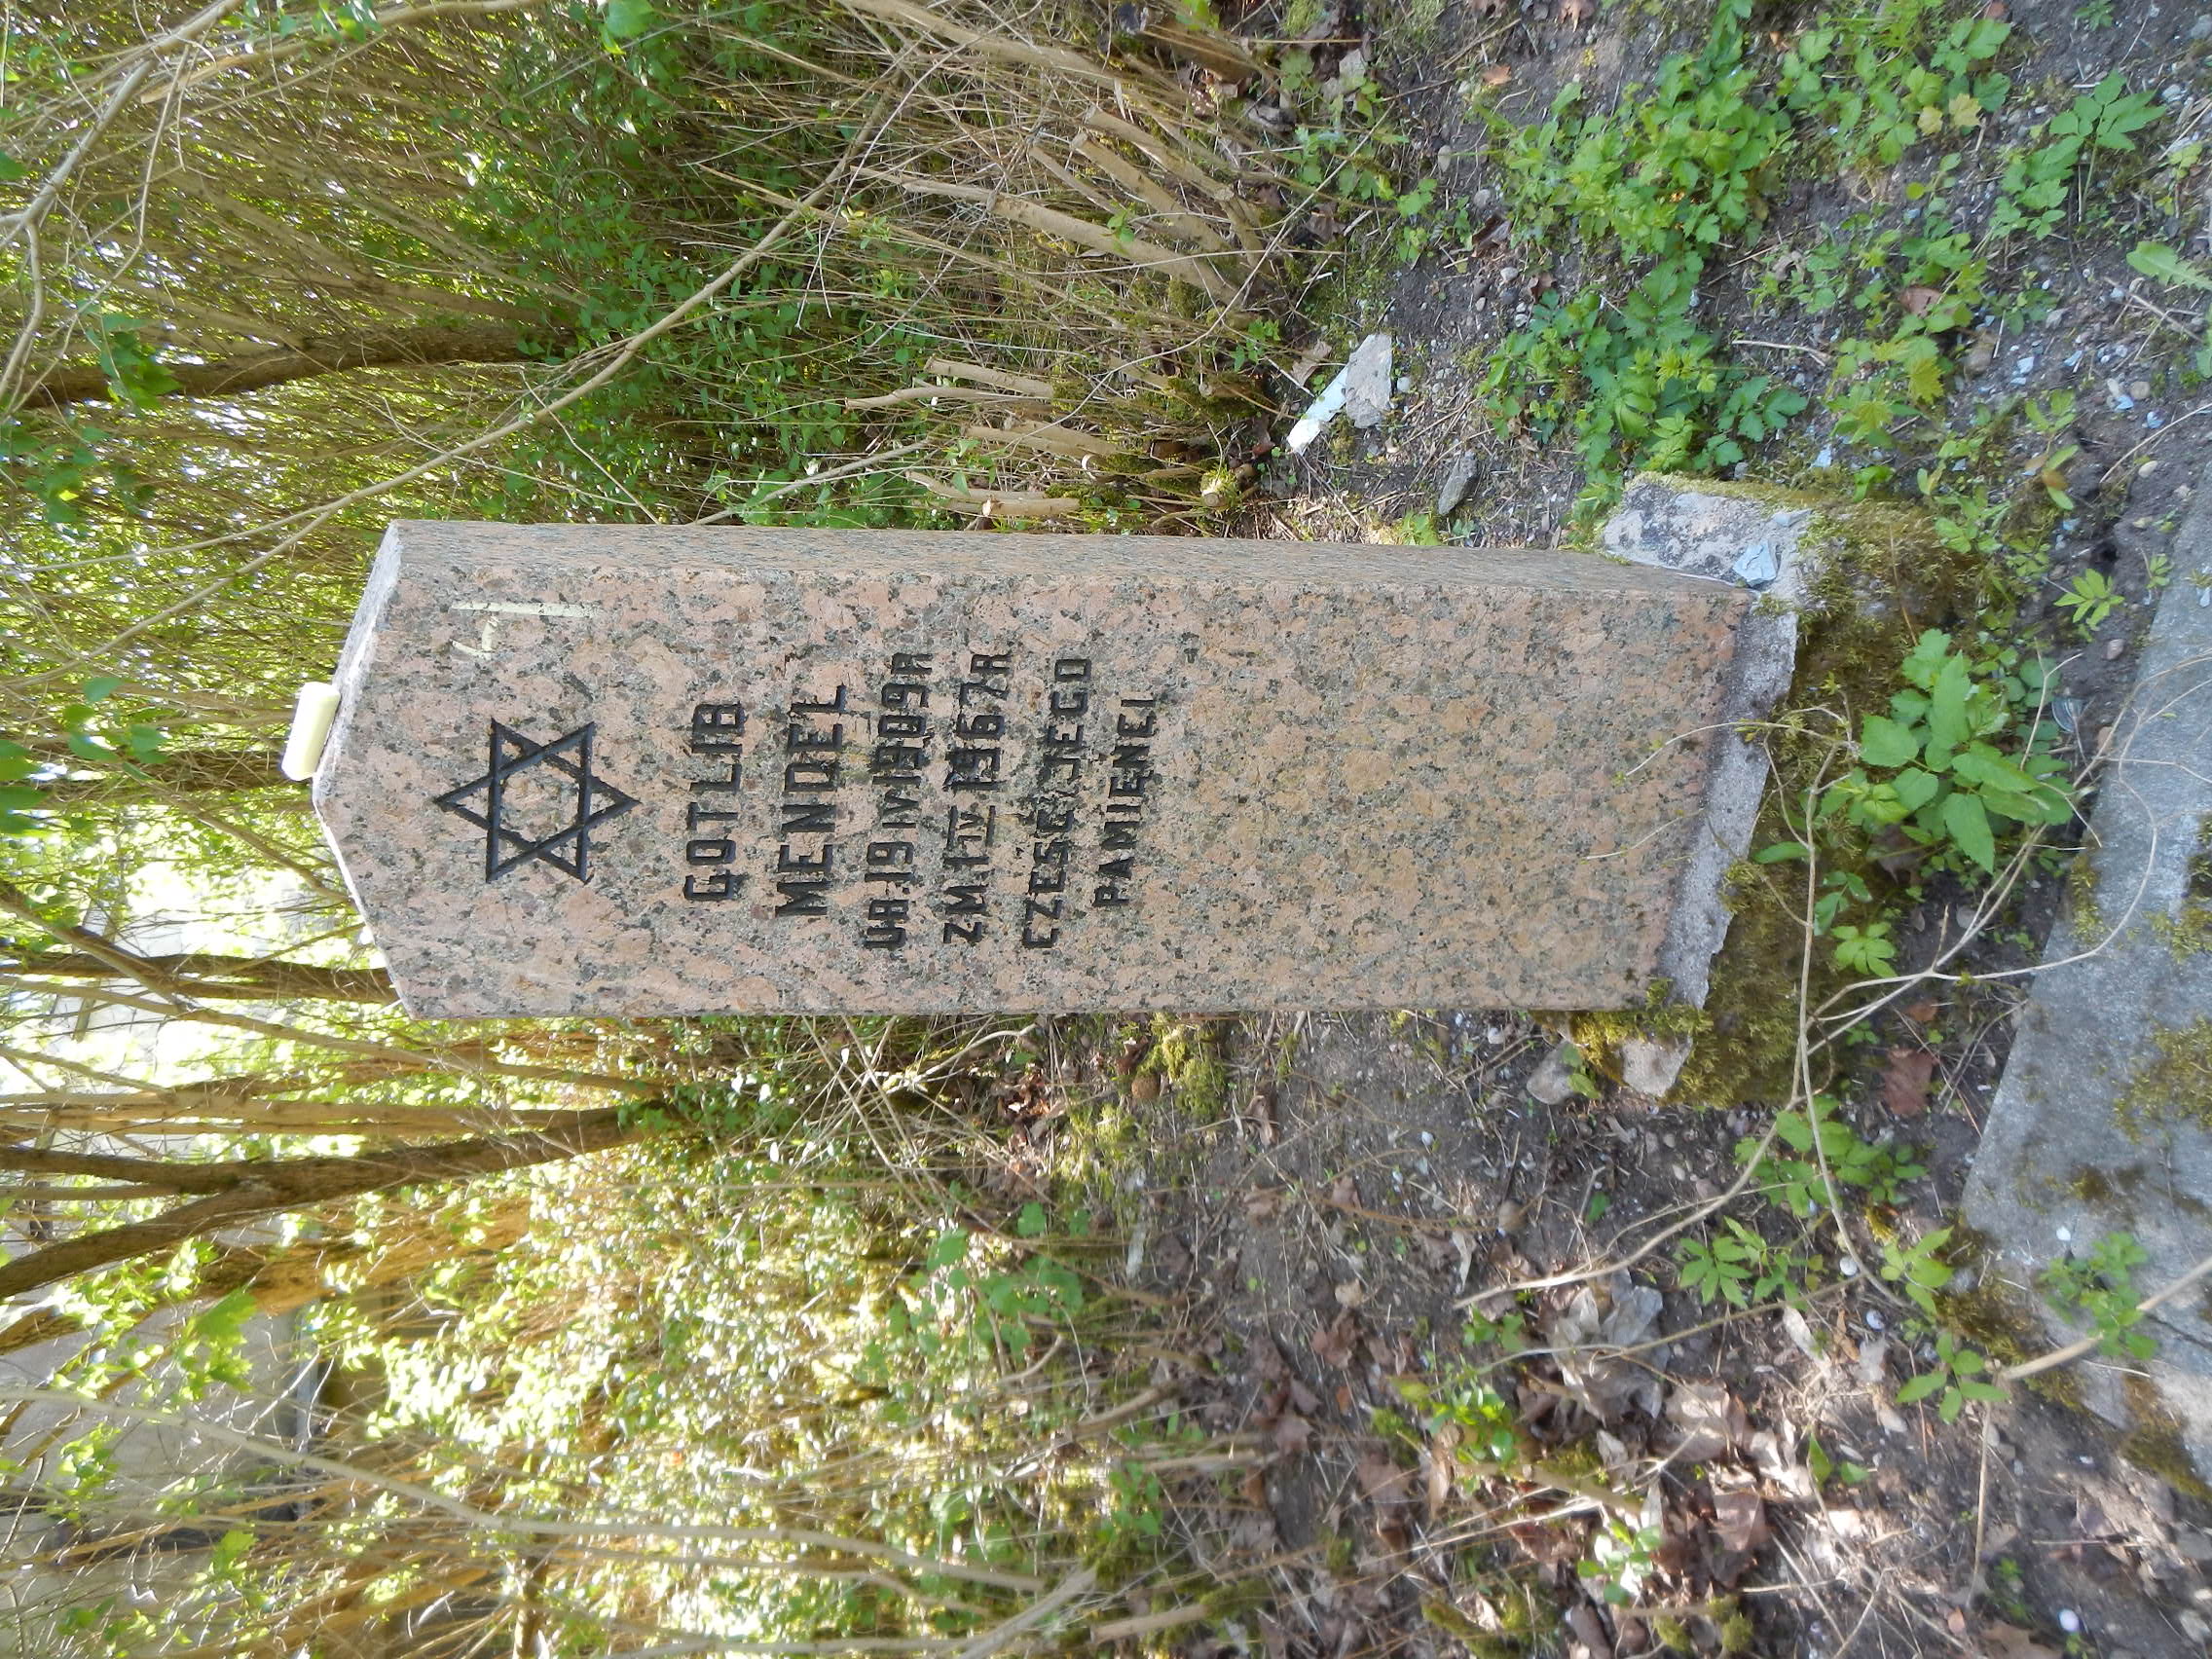 GOTLIB
MENDEL
UR.19 IV 1909R
ZM 1 IV 1967R
CZEŚĆ JEGO
PAMIĘCI